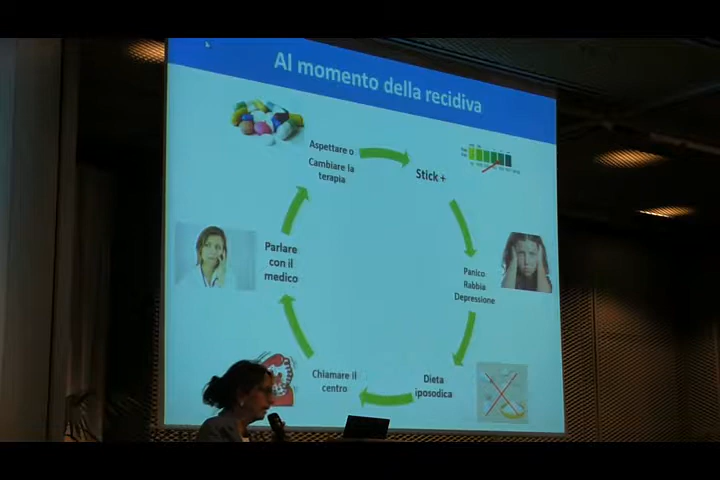 Al momento della recidiva
Aspettare o
Cambiare la
terapia
Stick+
Panico
Rabbia
Depressione
Dieta
iposodica
Chiamare il
centro
Parlare
con il
medico